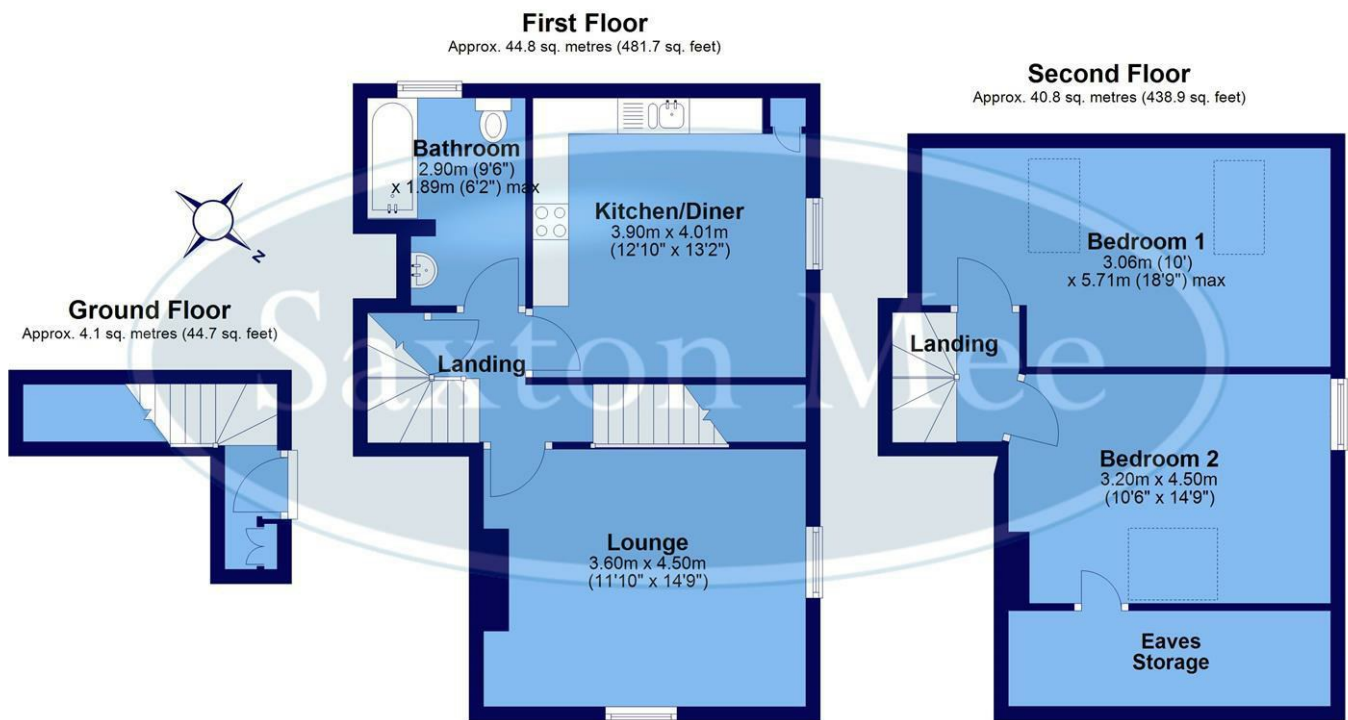 First Floor
Approx. 44.8 sq. metres (481.7 sq. feet)
Second Floor
Approx. 40.8 sq. metres (438.9 sq. feet)
Bathroom
2.90m (9'6")
x 1.89m (6'2") max
Kitchen/Diner
3.90m x 4.01m
(12'10" x 13'2")
Bedroom 1
3.06m (10')
x 5.71m (18'9") max
N
Ground Floor
Approx. 4.1 sq. metres (44.7 sq. feet)
Landing
Landing
Saxton Mee
Bedroom 2
3.20m x 4.50m
(10'6" x 14'9")
Lounge
3.60m x 4.50m
(11'10" x 14'9")
Eaves
Storage